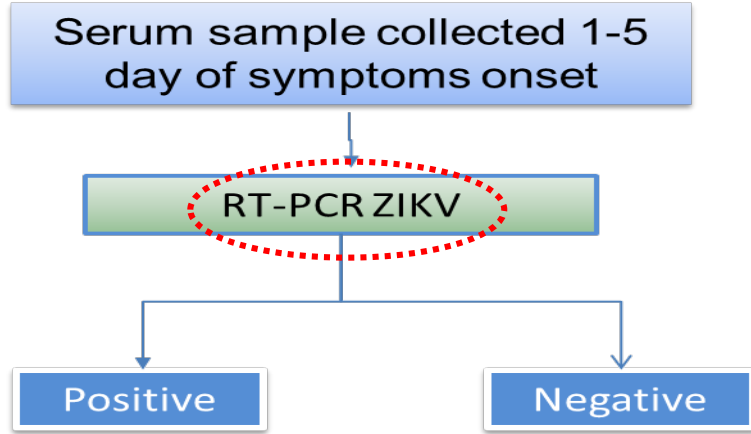 Serum sample collected 1-5
day of symptoms onset
RT-PCR ZIKV
Positive
Negative